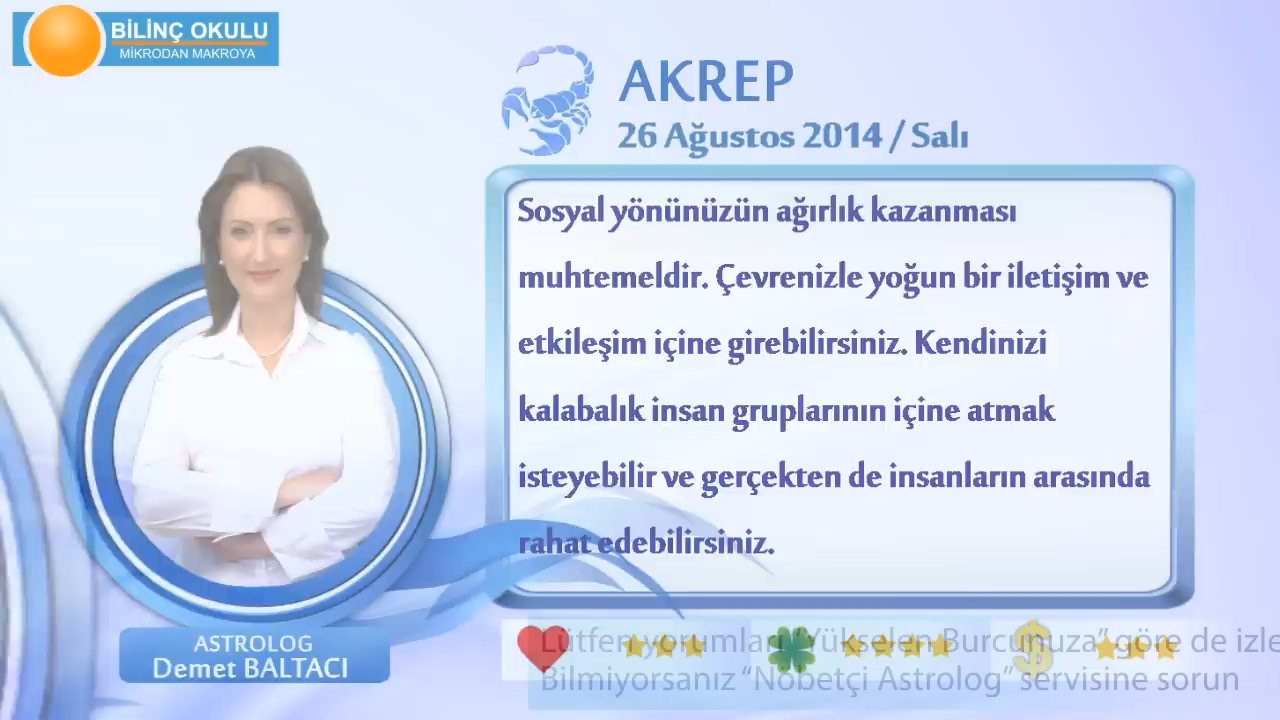 BİLİNÇ OKULU
MİKRODAN MAKROYA
AKREP
26 Ağustos 2014 / Salı
Sosyal yönünüzün ağırlık kazanması
muhtemeldir. Çevrenizle yoğun bir iletişim ve
etkileşim içine girebilirsiniz. Kendinizi
kalabalık insan gruplarının içine atmak
isteyebilir ve gerçekten de insanların arasında
rahat edebilirsiniz.
ASTROLOG
Demet BALTACI
Lütfen yorumları "Yükselen Burcunuza" göre de izle
Bilmiyorsanız "Nöbetçi Astrolog" servisine sorun